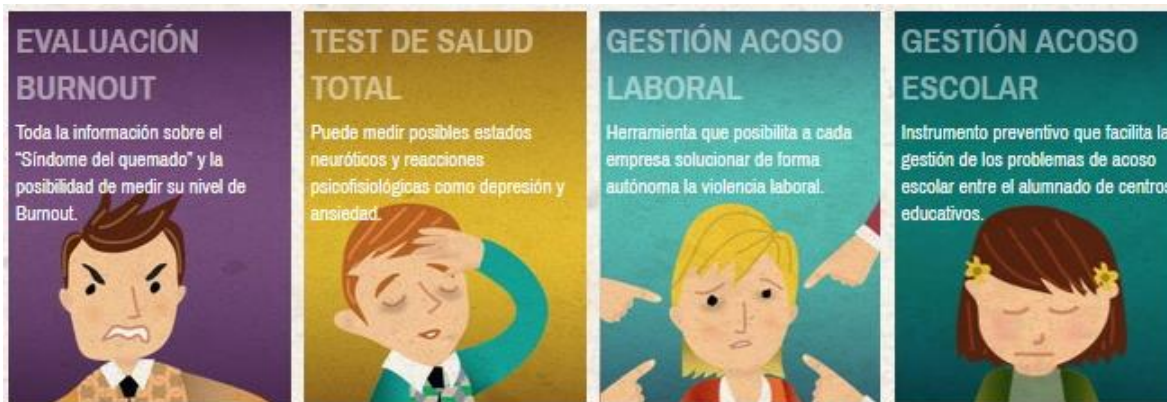 EVALUACIÓN
BURNOUT
Toda la información sobre el
“Síndome del quemado” y la
posibilidad de medir su nivel de
Burnout.
TEST DE SALUD
TOTAL
Puede medir posibles estados
neuróticos y reacciones
psicofisiológicas como depresión y
ansiedad.
GESTIÓN ACOSO
LABORAL
Herramienta que posibilita a cada
empresa solucionar de forma
autónoma la violencia laboral.
GESTIÓN ACOSO
ESCOLAR
Instrumento preventivo que facilita la
gestión de los problemas de acoso
escolar entre el alumnado de centros
educativos.